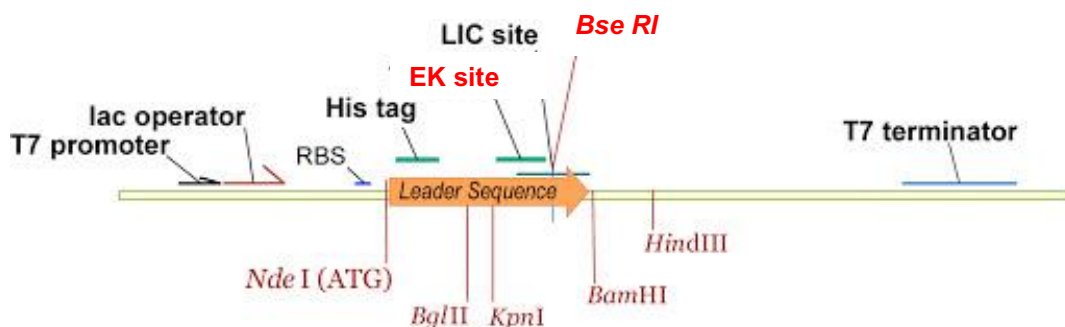 Bse RI
LIC site
EK site
His tag
lac operator
T7 promoter
RBS
T7 terminator
Leader Sequence
HindIII
Nde I (ATG)
BamHI
BglII
KpnI